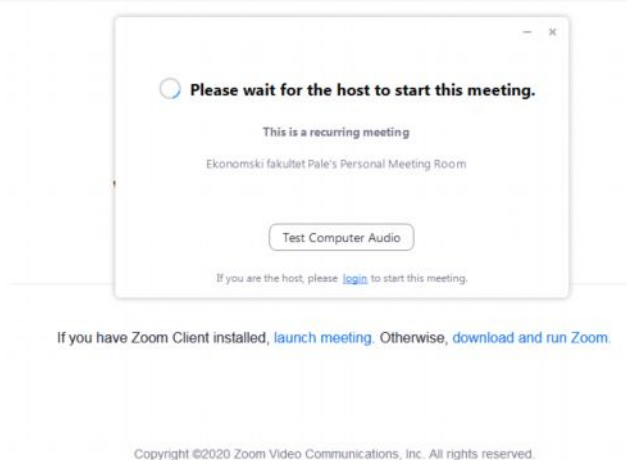 Please wait for the host to start this meeting.
This is a recurring meeting
Ekonomski fakultet Pale's Personal Meeting Room
Test Computer Audio
If you are the host, please login to start this meeting.
If you have Zoom Client installed, launch meeting. Otherwise, download and run Zoom.
Copyright ©2020 Zoom Video Communications, Inc. All rights reserved.